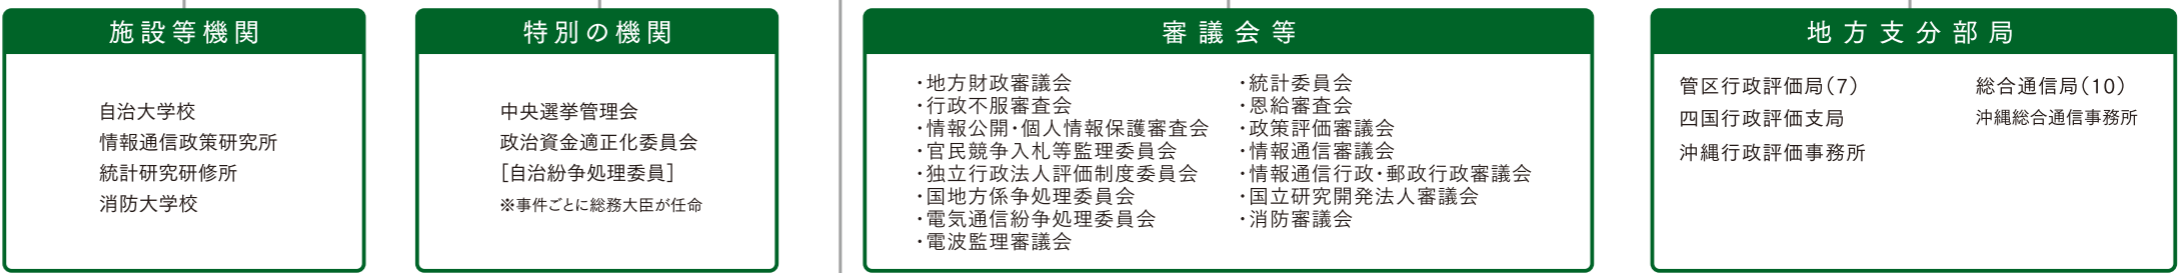 施設等機関
自治大学校
情報通信政策研究所
統計研究研修所
消防大学校
特別の機関
中央選挙管理会
政治資金適正化委員会
［自治紛争処理委員］
※事件ごとに総務大臣が任命
審議会等
・地方財政審議会
・行政不服審査会
・情報公開・個人情報保護審査会
・官民競争入札等監理委員会
・独立行政法人評価制度委員会
・国地方係争処理委員会
・電気通信紛争処理委員会
・電波監理審議会
・統計委員会
・恩給審査会
・政策評価審議会
・情報通信審議会
・情報通信行政・郵政行政審議会
・国立研究開発法人審議会
・消防審議会
地方支分部局
管区行政評価局（7）
四国行政評価支局
沖縄行政評価事務所
総合通信局（10）
沖縄総合通信事務所